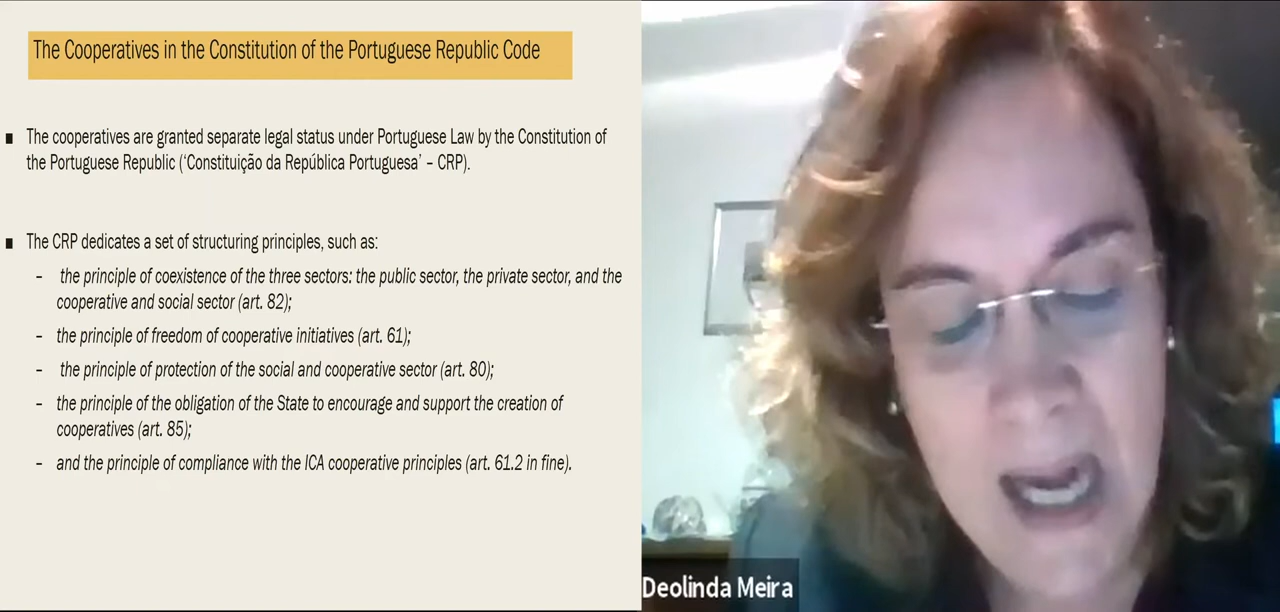 The Cooperatives in the Constitution of the Portuguese Republic Code
▪ The cooperatives are granted separate legal status under Portuguese Law by the Constitution of
the Portuguese Republic (‘Constituição da República Portuguesa’ – CRP).
▪ The CRP dedicates a set of structuring principles, such as:
– the principle of coexistence of the three sectors: the public sector, the private sector, and the
cooperative and social sector (art. 82);
– the principle of freedom of cooperative initiatives (art. 61);
– the principle of protection of the social and cooperative sector (art. 80);
– the principle of the obligation of the State to encourage and support the creation of
cooperatives (art. 85);
– and the principle of compliance with the ICA cooperative principles (art. 61.2 in fine).
Deolinda Meira